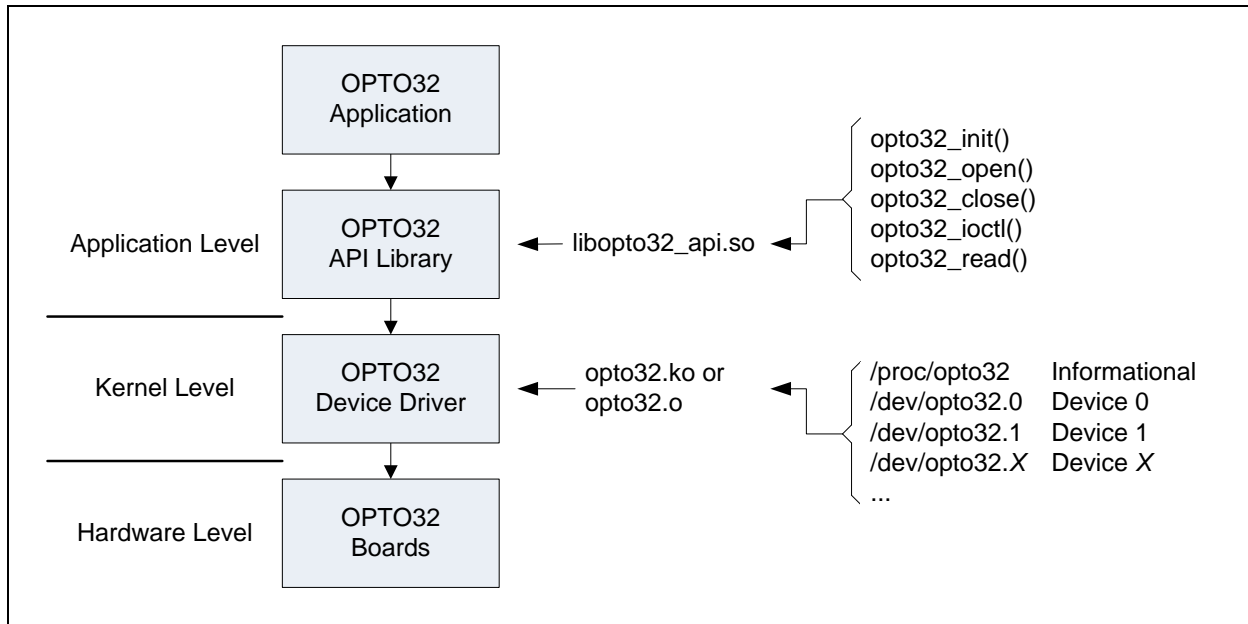 OPTO32
Application
OPTO32
API Library
OPTO32
Device Driver
OPTO32
Boards
Application Level
Kernel Level
Hardware Level
libopto32_api.so
opto32.ko or
opto32.o
opto32_init()
opto32_open()
opto32_close()
opto32_ioctl()
opto32_read()
/proc/opto32 Informational
/dev/opto32.0 Device 0
/dev/opto32.1 Device 1
/dev/opto32.X Device X
...